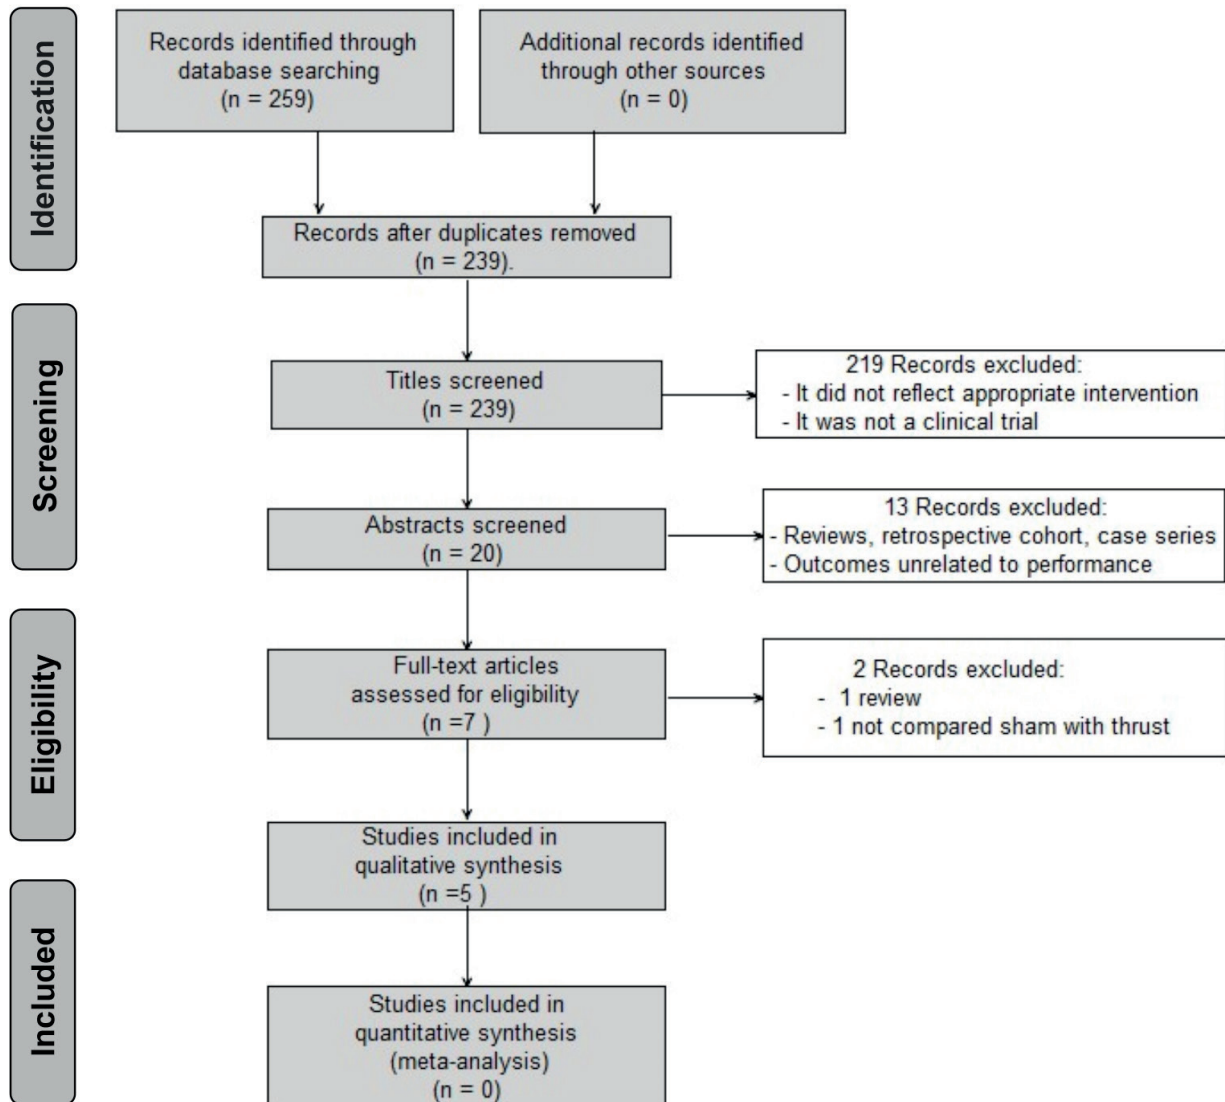 Identification
Records identified through
database searching
(n = 259)
Additional records identified
through other sources
(n = 0)
Records after duplicates removed
(n = 239).
Screening
Titles screened
(n = 239)
219 Records excluded:
- It did not reflect appropriate intervention
- It was not a clinical trial
Abstracts screened
(n = 20)
13 Records excluded:
- Reviews, retrospective cohort, case series
- Outcomes unrelated to performance
Eligibility
Full-text articles
assessed for eligibility
(n =7 )
2 Records excluded:
- 1 review
- 1 not compared sham with thrust
Studies included in
qualitative synthesis
(n =5 )
Included
Studies included in
quantitative synthesis
(meta-analysis)
(n = 0)